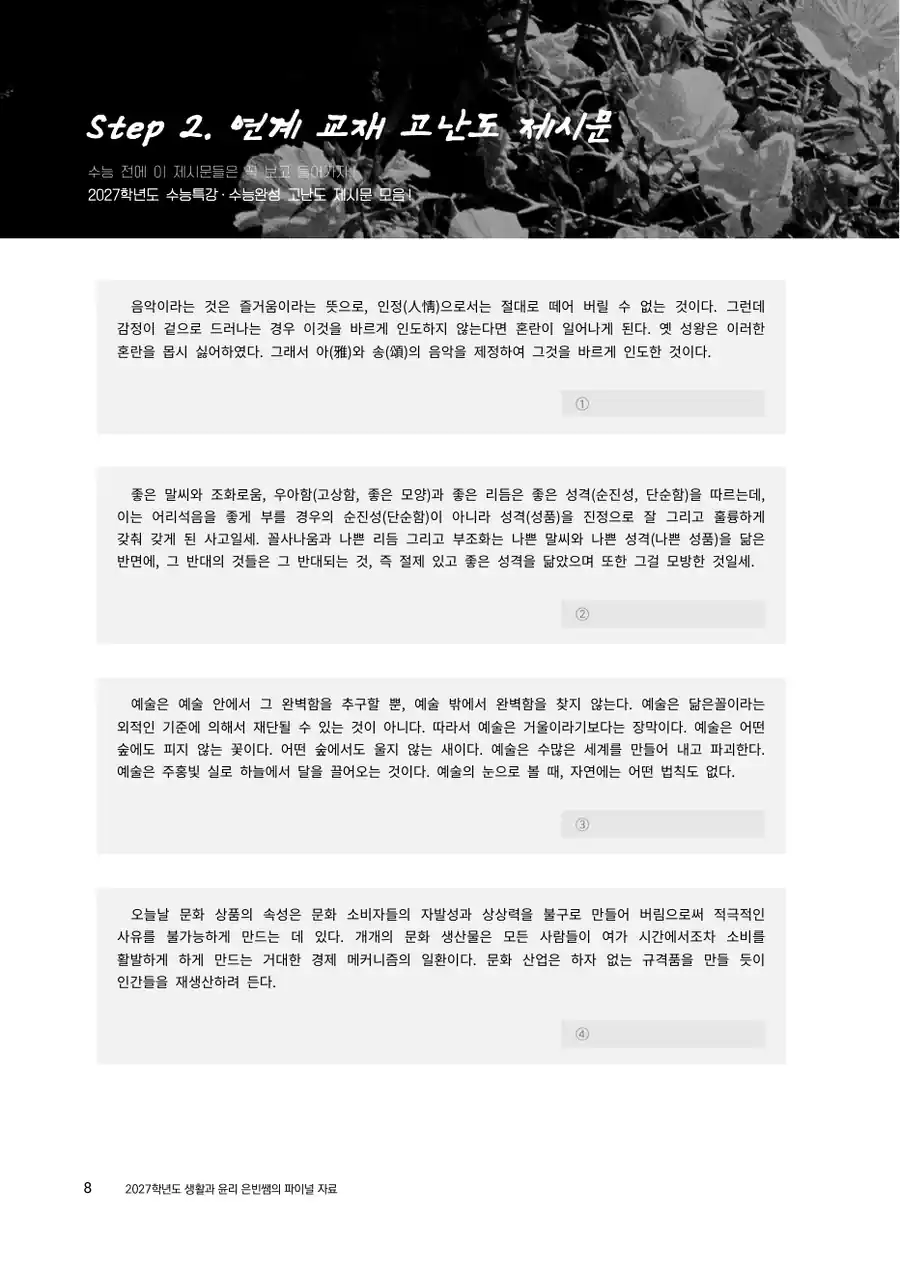 Step 2. 연계 교재 고난도 제시문
수능 전에 이 제시문들은 꼭 보고 들어가자!
2027학년도 수능특강·수능완성 고난도 제시문 모음!
음악이라는 것은 즐거움이라는 뜻으로, 인정(人情)으로서는 절대로 떼어 버릴 수 없는 것이다. 그런데
감정이 겉으로 드러나는 경우 이것을 바르게 인도하지 않는다면 혼란이 일어나게 된다. 옛 성왕은 이러한
혼란을 몹시 싫어하였다. 그래서 아(雅)와 송(頌)의 음악을 제정하여 그것을 바르게 인도한 것이다.
①
좋은 말씨와 조화로움, 우아함(고상함, 좋은 모양)과 좋은 리듬은 좋은 성격(순진성, 단순함)을 따르는데,
이는 어리석음을 좋게 부를 경우의 순진성(단순함)이 아니라 성격(성품)을 진정으로 잘 그리고 훌륭하게
갖춰 갖게 된 사고일세. 꼴사나움과 나쁜 리듬 그리고 부조화는 나쁜 말씨와 나쁜 성격(나쁜 성품)을 닮은
반면에, 그 반대의 것들은 그 반대되는 것, 즉 절제 있고 좋은 성격을 닮았으며 또한 그걸 모방한 것일세.
②
예술은 예술 안에서 그 완벽함을 추구할 뿐, 예술 밖에서 완벽함을 찾지 않는다. 예술은 닮은꼴이라는
외적인 기준에 의해서 재단될 수 있는 것이 아니다. 따라서 예술은 거울이라기보다는 장막이다. 예술은 어떤
숲에도 피지 않는 꽃이다. 어떤 숲에서도 울지 않는 새이다. 예술은 수많은 세계를 만들어 내고 파괴한다.
예술은 주홍빛 실로 하늘에서 달을 끌어오는 것이다. 예술의 눈으로 볼 때, 자연에는 어떤 법칙도 없다.
③
오늘날 문화 상품의 속성은 문화 소비자들의 자발성과 상상력을 불구로 만들어 버림으로써 적극적인
사유를 불가능하게 만드는 데 있다. 개개의 문화 생산물은 모든 사람들이 여가 시간에서조차 소비를
활발하게 하게 만드는 거대한 경제 메커니즘의 일환이다. 문화 산업은 하자 없는 규격품을 만들 듯이
인간들을 재생산하려 든다.
④
8 2027학년도 생활과 윤리 은빈쌤의 파이널 자료